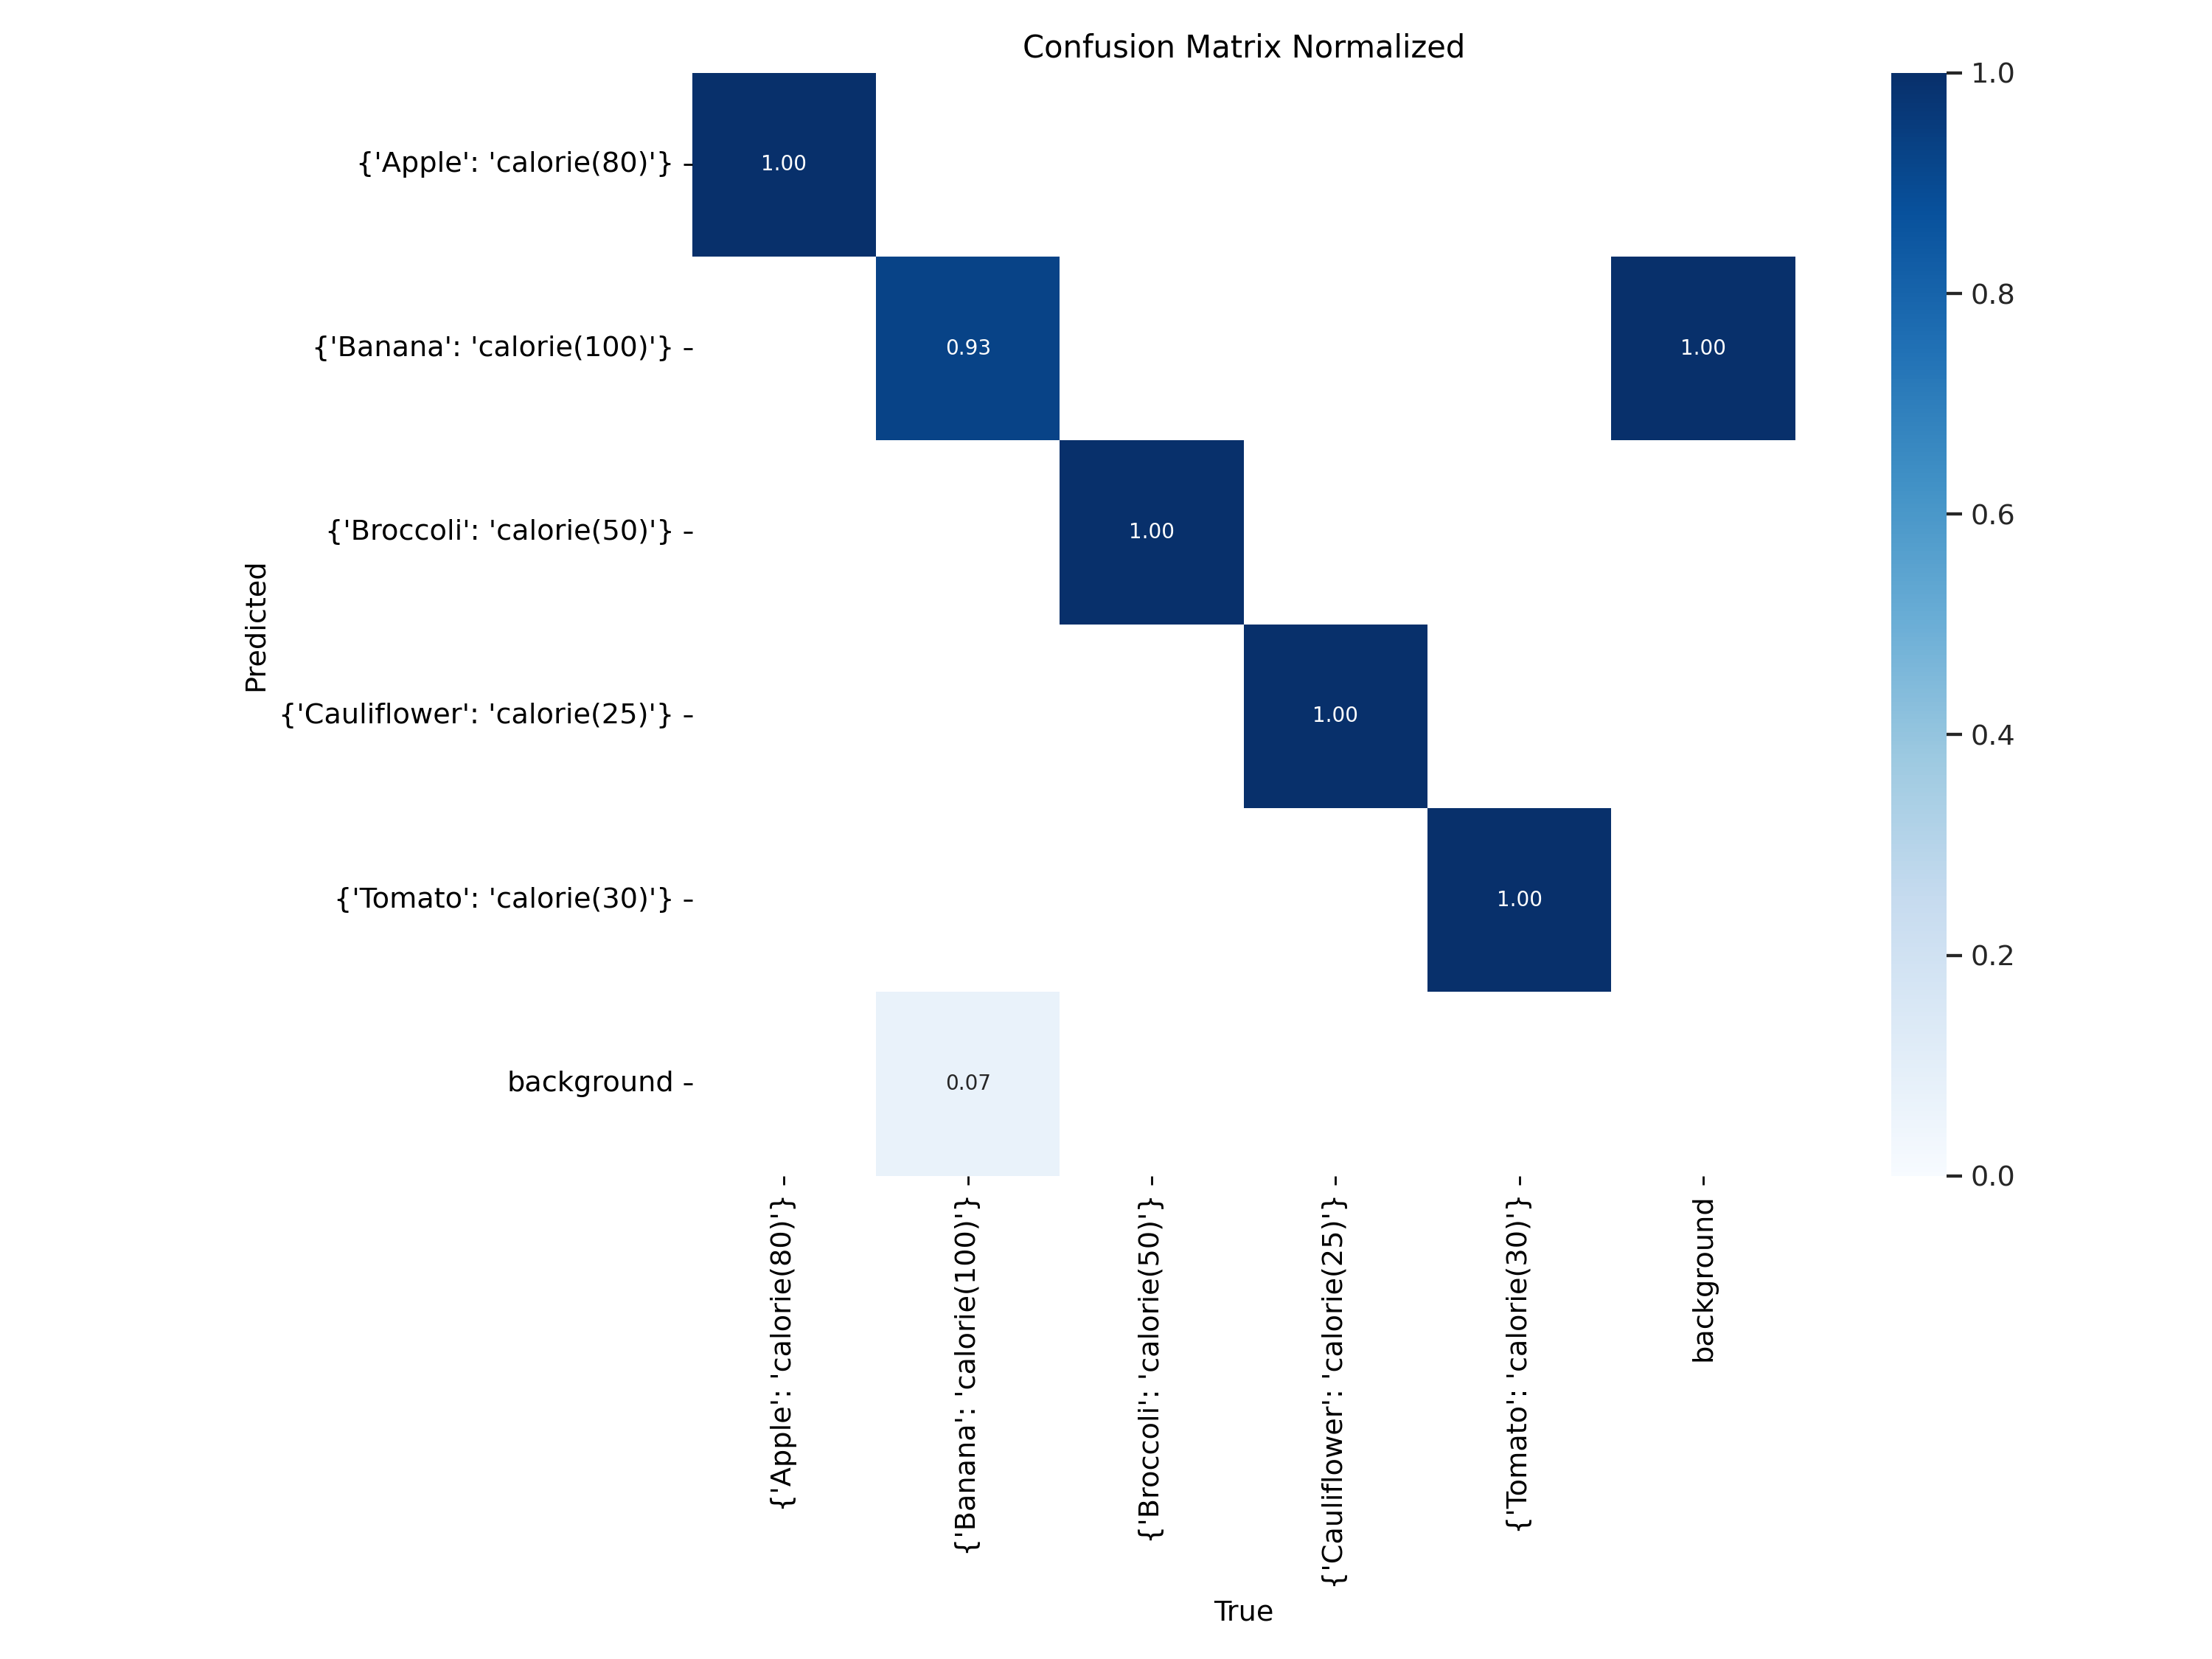 Confusion Matrix Normalized
{'Apple': 'calorie(80)'}
1.00
{'Banana': 'calorie(100)'}
0.93
1.00
{'Broccoli': 'calorie(50)'}
1.00
{'Cauliflower': 'calorie(25)'}
1.00
{'Tomato': 'calorie(30)'}
1.00
background
0.07
Predicted
{'Apple': 'calorie(80)'}
{'Banana': 'calorie(100)'}
{'Broccoli': 'calorie(50)'}
{'Cauliflower': 'calorie(25)'}
{'Tomato': 'calorie(30)'}
background
True
1.0
0.8
0.6
0.4
0.2
0.0